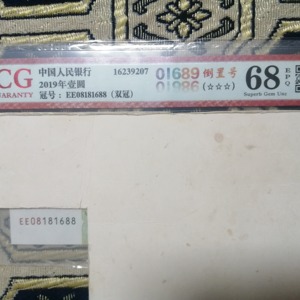 CG
中国人民银行 16239207 01689 倒置号 68 EPQ
UARANTY 2019年壹圆 01986 (☆☆☆) Superb Gem Unc
冠号：EE08181688 (双冠)
EE08181688